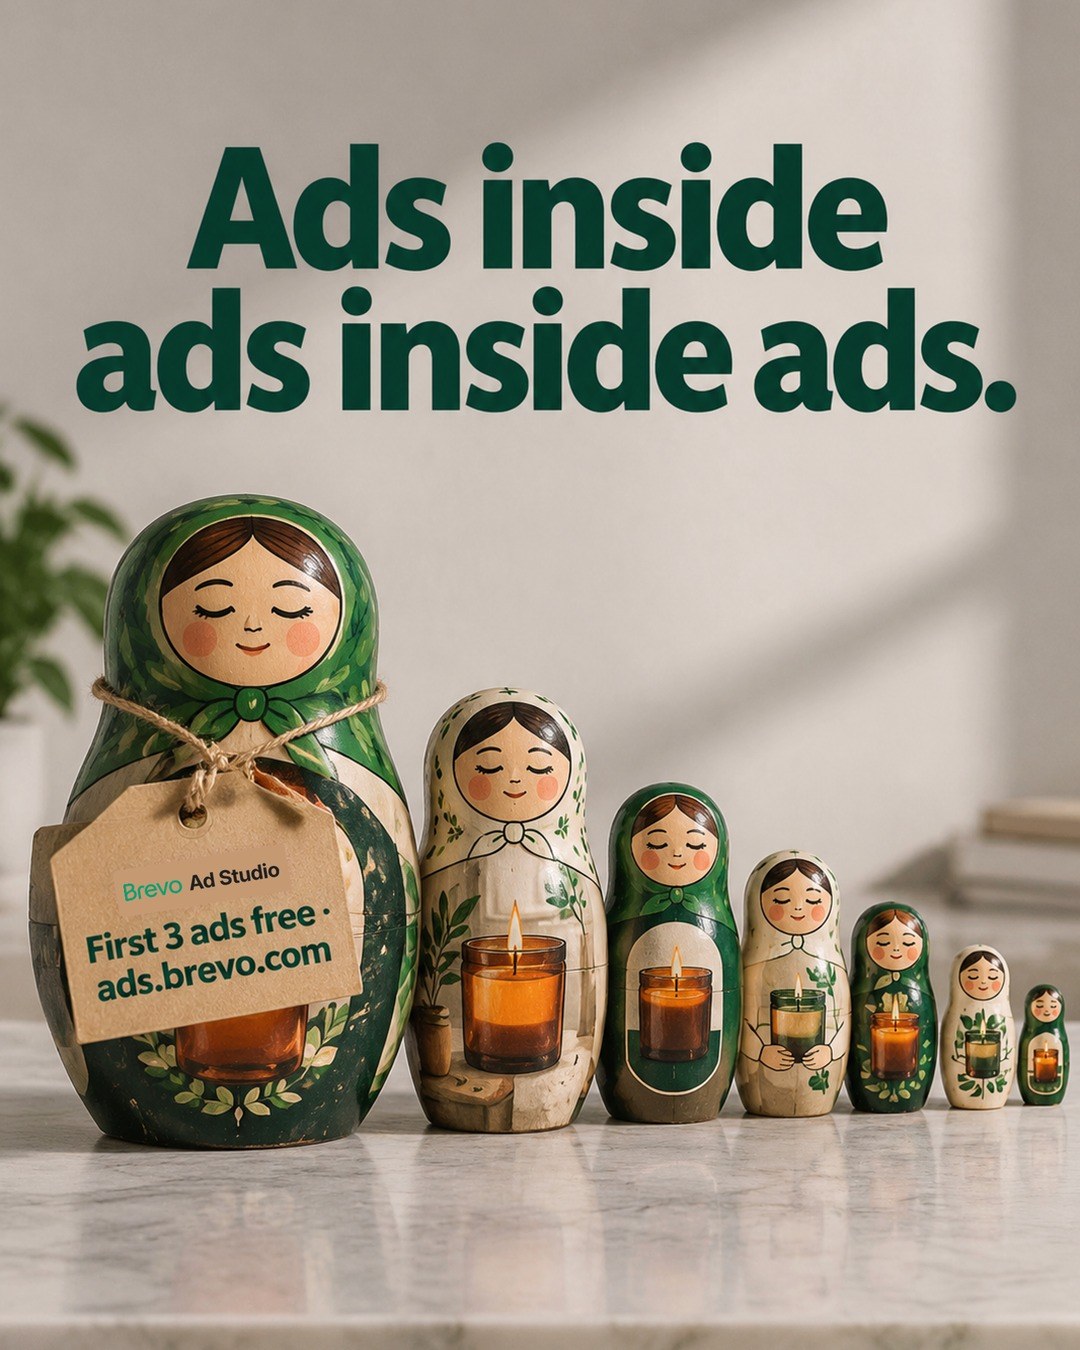 Ads inside
ads inside ads.
Brevo Ad Studio
First 3 ads free ·
ads.brevo.com